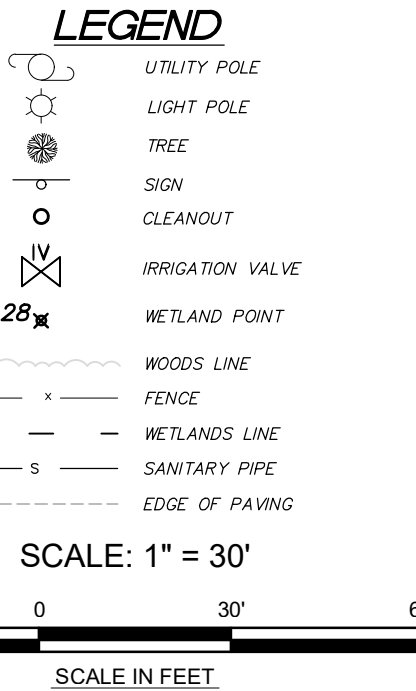 LEGEND
UTILITY POLE
LIGHT POLE
TREE
SIGN
CLEANOUT
IV IRRIGATION VALVE
28 WETLAND POINT
WOODS LINE
x FENCE
WETLANDS LINE
S SANITARY PIPE
EDGE OF PAVING
SCALE: 1" = 30'
0 30'
SCALE IN FEET